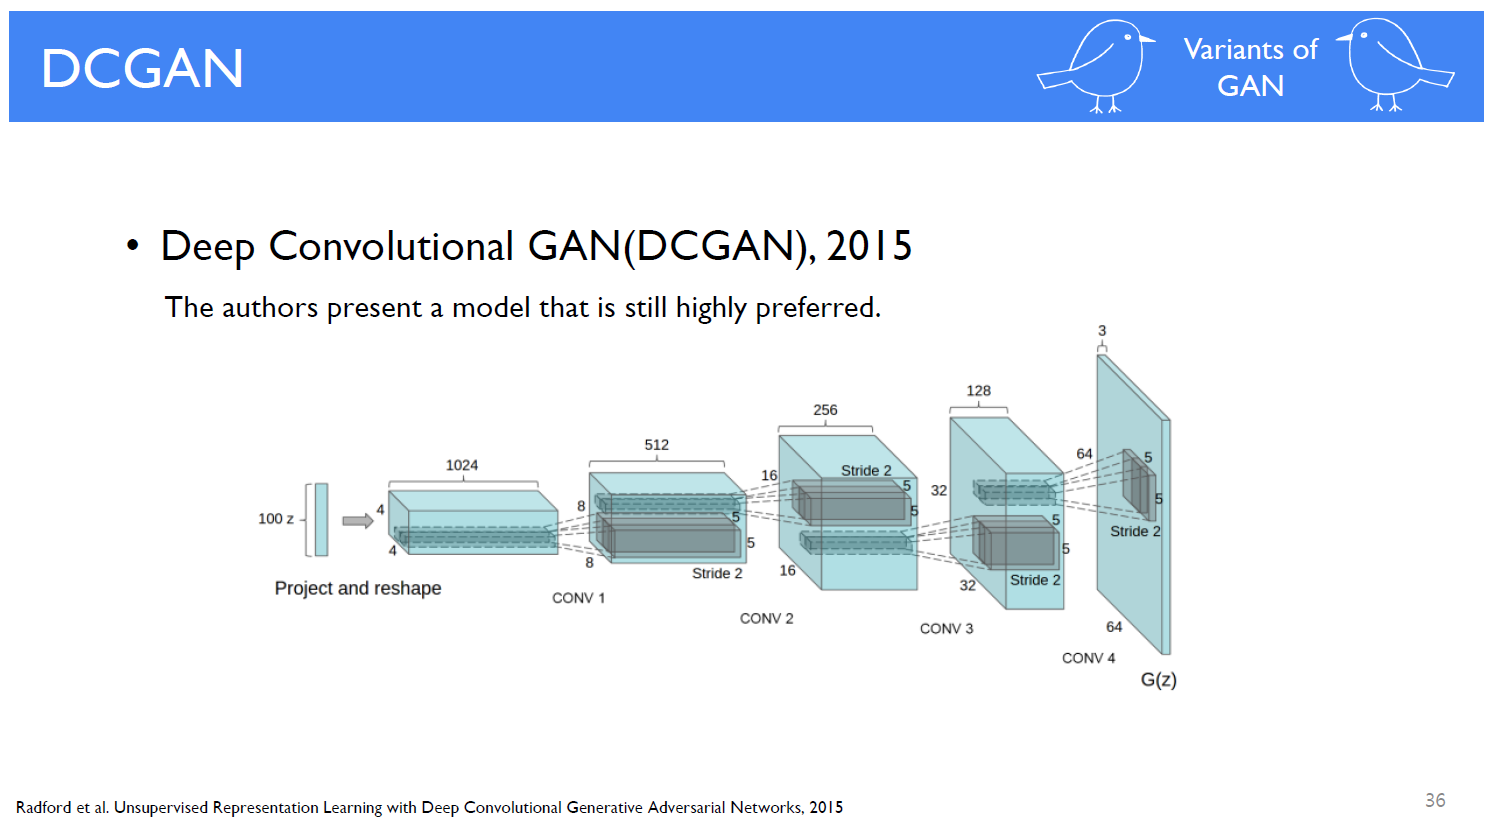 DCGAN
Variants of
GAN
• Deep Convolutional GAN(DCGAN), 2015
The authors present a model that is still highly preferred.
3
128
256
512
1024
64
5
5
Stride 2
16
Stride 2
5
5
32
8
5
5
Stride 2
4
100 z
4
8
16
5
5
Stride 2
32
64
Project and reshape
CONV 1
CONV 2
CONV 3
CONV 4
G(z)
Radford et al. Unsupervised Representation Learning with Deep Convolutional Generative Adversarial Networks, 2015
36